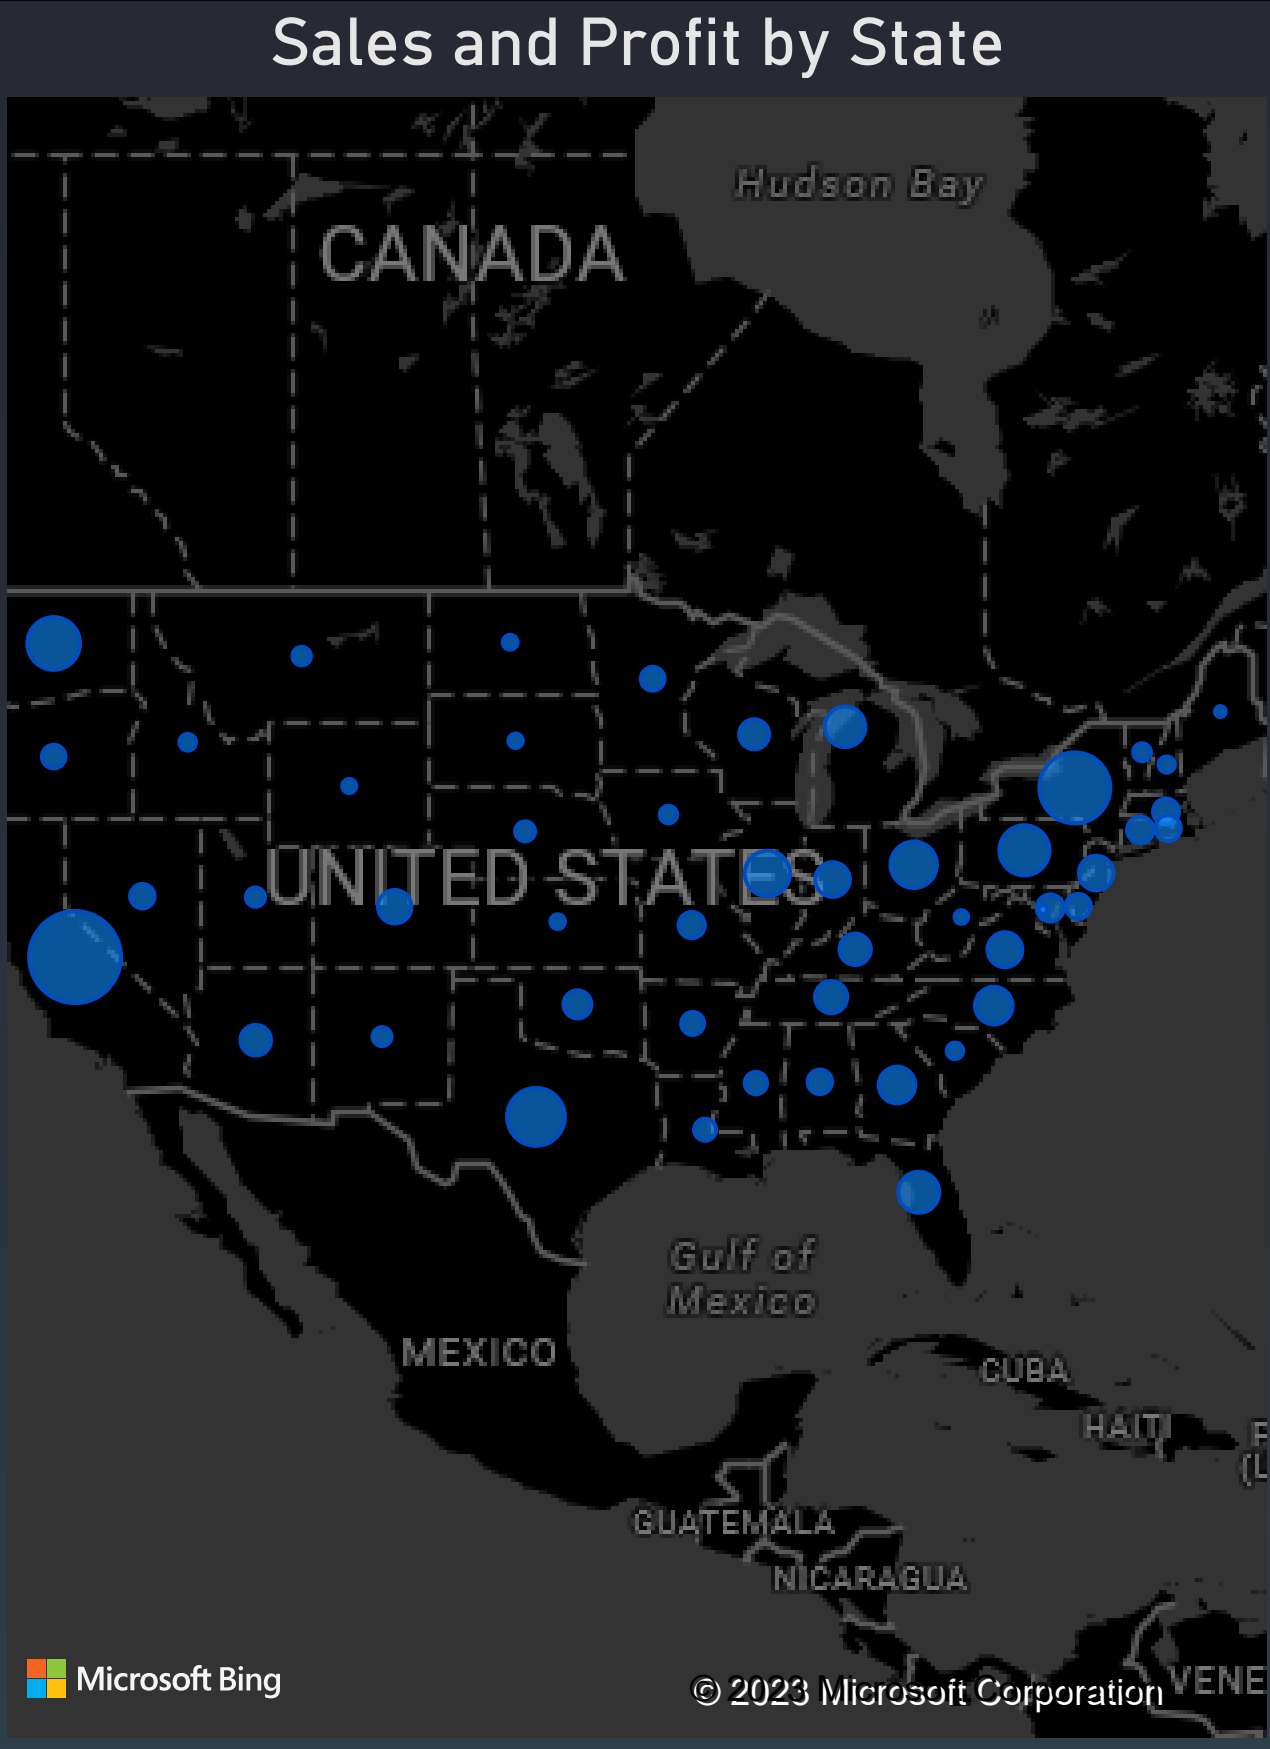 Sales and Profit by State
Hudson Bay
CANADA
UNITED STATES
Gulf of
Mexico
MEXICO
CUBA
HAITI
GUATEMALA
NICARAGUA
VENE
Microsoft Bing
© 2023 Microsoft Corporation